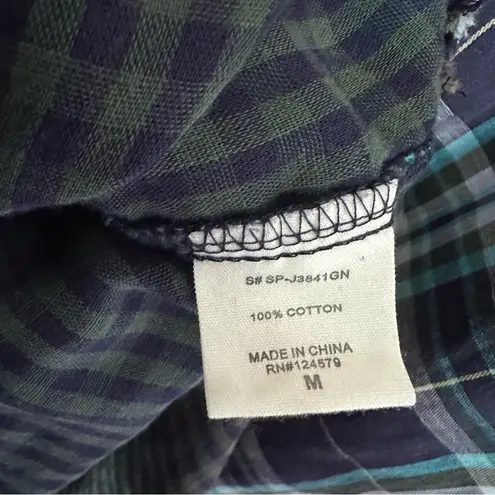 S# SP-J3841GN
100% COTTON
MADE IN CHINA
RN#124579
M